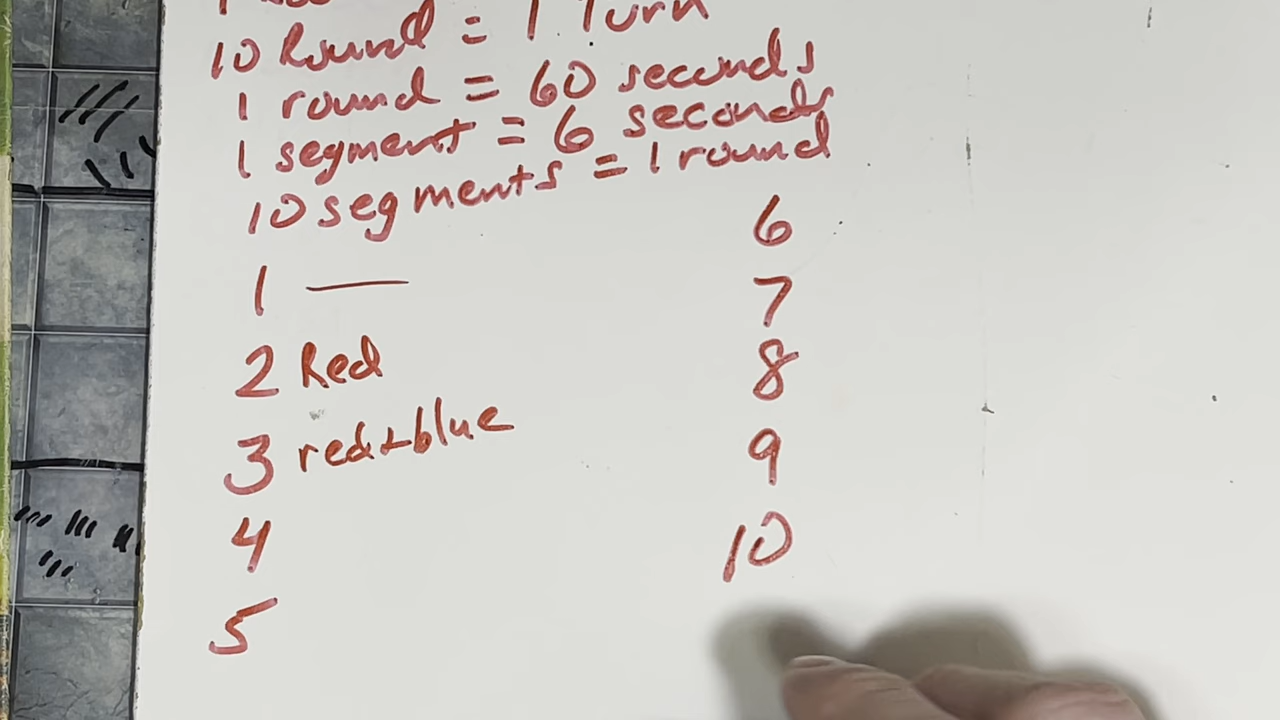 10 Round = 1 Turn
1 round = 60 seconds
1 segment = 6 seconds
10 segments = 1 round
1 —
2 Red
3 red+blue
4
5
6
7
8
9
10